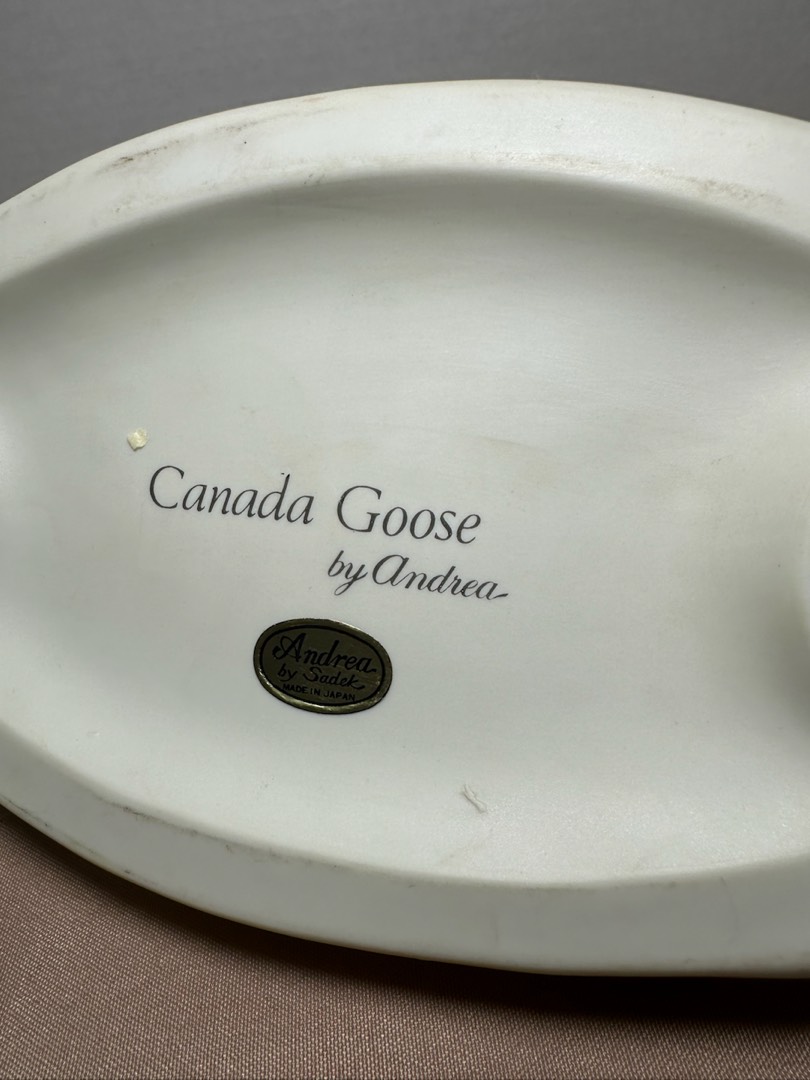 Canada Goose
by Andrea
Andrea
by Sadek
MADE IN JAPAN